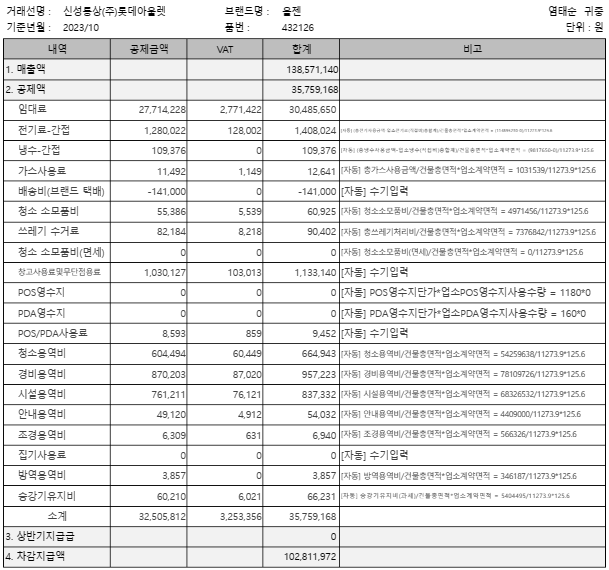 거래선명 : 신성통상(주)롯데아울렛 브랜드명 : 올젠 염태순 귀중
기준년월 : 2023/10 품번 : 432126 단위 : 원
내역 공제금액 VAT 합계 비고
1. 매출액 138,571,140
2. 공제액 35,759,168
임대료 27,714,228 2,771,422 30,485,650
전기료-간접 1,280,022 128,002 1,408,024
냉수-간접 109,376 0 109,376
가스사용료 11,492 1,149 12,641 [자동] 총가스사용금액/건물총면적*업소계약면적 = 1031539/11273.9*125.6
배송비(브랜드 택배) -141,000 0 -141,000 [자동] 수기입력
청소 소모품비 55,386 5,539 60,925 [자동] 청소소모품비/건물총면적*업소계약면적 = 4971456/11273.9*125.6
쓰레기 수거료 82,184 8,218 90,402 [자동] 총쓰레기처리비/건물총면적*업소계약면적 = 7376842/11273.9*125.6
청소 소모품비(면세) 0 0 0 [자동] 청소소모품비(면세)/건물총면적*업소계약면적 = 0/11273.9*125.6
창고사용료및무단점용료 1,030,127 103,013 1,133,140 [자동] 수기입력
POS영수지 0 0 0 [자동] POS영수지단가*업소POS영수지사용수량 = 1180*0
PDA영수지 0 0 0 [자동] PDA영수지단가*업소PDA영수지사용수량 = 160*0
POS/PDA사용료 8,593 859 9,452 [자동] 수기입력
청소용역비 604,494 60,449 664,943 [자동] 청소용역비/건물총면적*업소계약면적 = 54259638/11273.9*125.6
경비용역비 870,203 87,020 957,223 [자동] 경비용역비/건물총면적*업소계약면적 = 78109726/11273.9*125.6
시설용역비 761,211 76,121 837,332 [자동] 시설용역비/건물총면적*업소계약면적 = 68326532/11273.9*125.6
안내용역비 49,120 4,912 54,032 [자동] 안내용역비/건물총면적*업소계약면적 = 4409000/11273.9*125.6
조경용역비 6,309 631 6,940 [자동] 조경용역비/건물총면적*업소계약면적 = 566326/11273.9*125.6
집기사용료 0 0 0 [자동] 수기입력
방역용역비 3,857 0 3,857 [자동] 방역용역비/건물총면적*업소계약면적 = 346187/11273.9*125.6
승강기유지비 60,210 6,021 66,231 [자동] 승강기유지비(과세)/건물총면적*업소계약면적 = 5404495/11273.9*125.6
소계 32,505,812 3,253,356 35,759,168
3. 상반기지급금 0
4. 차감지급액 102,811,972